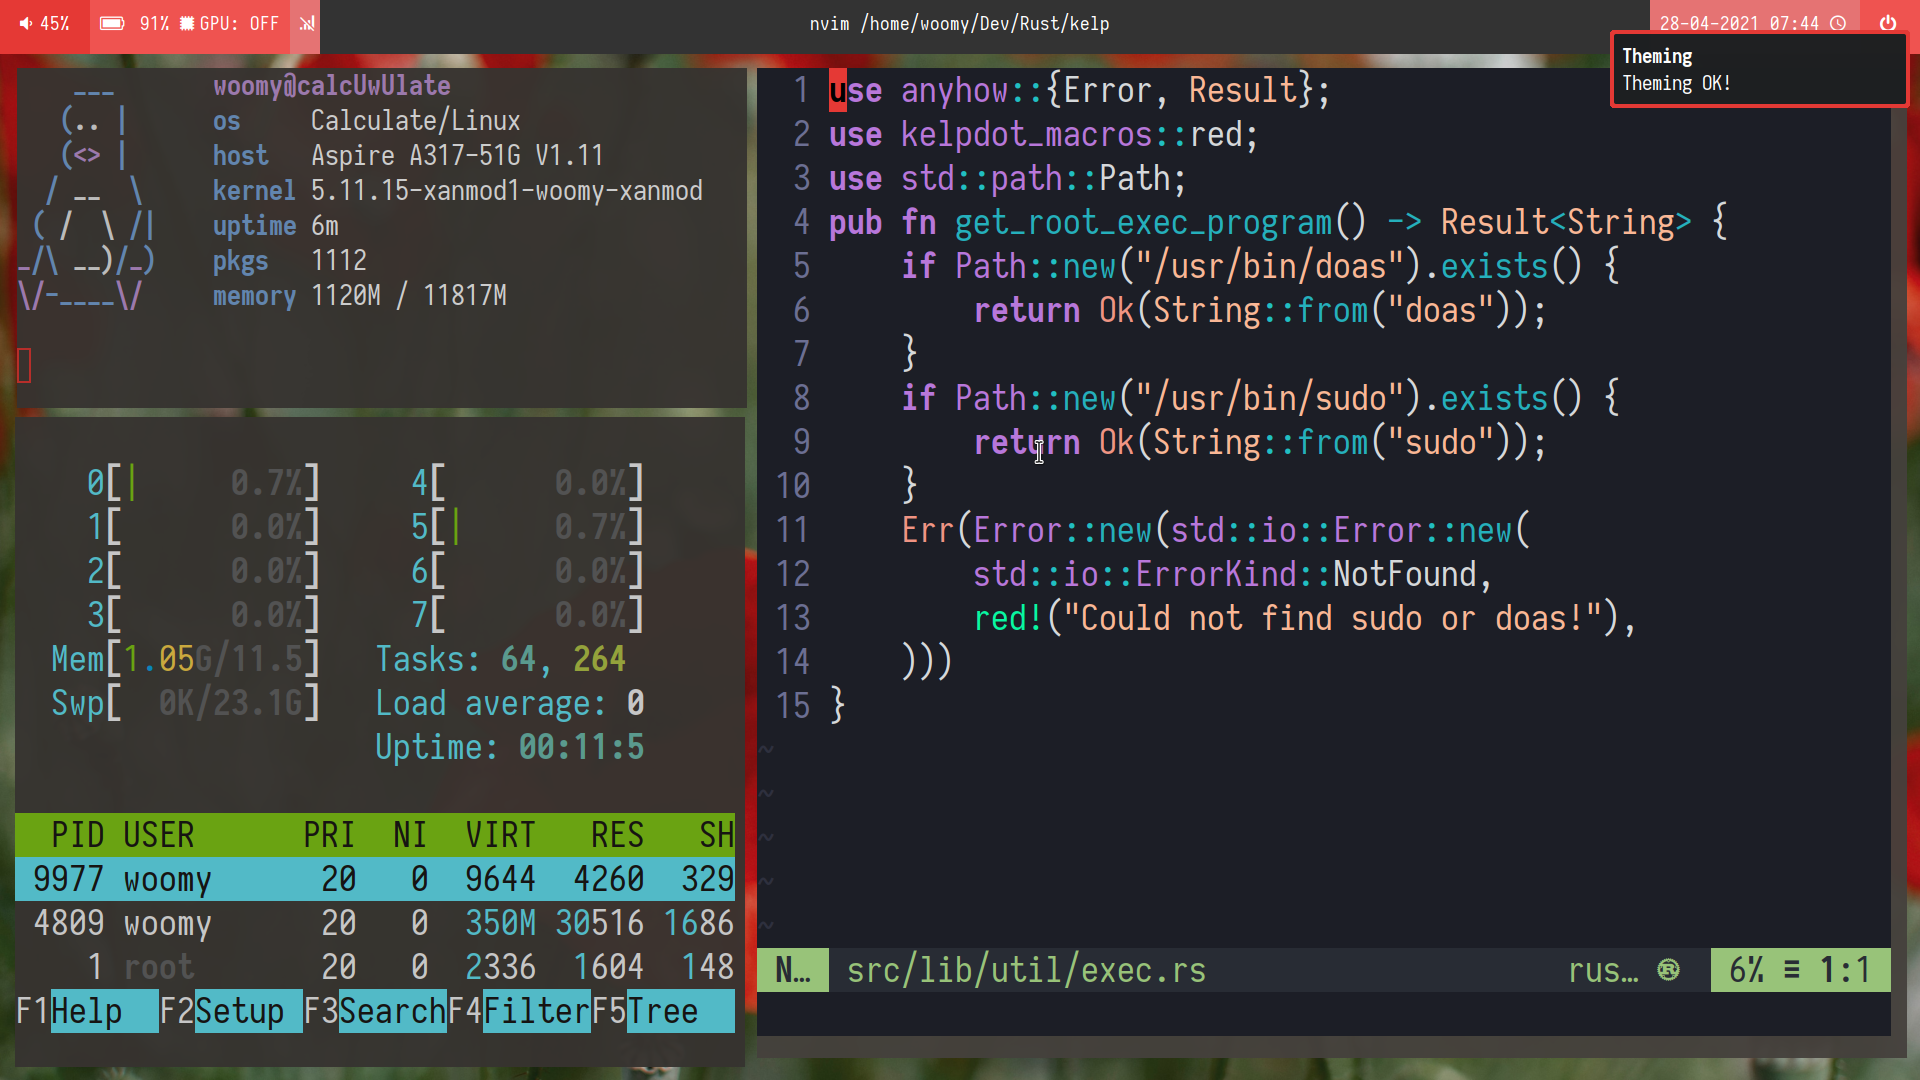 45% 91% GPU: OFF
nvim /home/woomy/Dev/Rust/kelp
28-04-2021 07:44
Theming
Theming OK!
woomy@calcUwUlate
os Calculate/Linux
host Aspire A317-51G V1.11
kernel 5.11.15-xanmod1-woomy-xanmod
uptime 6m
pkgs 1112
memory 1120M / 11817M
0[| 0.7%] 4[ 0.0%]
1[ 0.0%] 5[| 0.7%]
2[ 0.0%] 6[ 0.0%]
3[ 0.0%] 7[ 0.0%]
Mem[1.05G/11.5] Tasks: 64, 264
Swp[ 0K/23.1G] Load average: 0
Uptime: 00:11:5
PID USER PRI NI VIRT RES SH
9977 woomy 20 0 9644 4260 329
4809 woomy 20 0 350M 30516 1686
1 root 20 0 2336 1604 148
F1Help F2Setup F3SearchF4FilterF5Tree
1 use anyhow::{Error, Result};
2 use kelpdot_macros::red;
3 use std::path::Path;
4 pub fn get_root_exec_program() -> Result<String> {
5     if Path::new("/usr/bin/doas").exists() {
6         return Ok(String::from("doas"));
7     }
8     if Path::new("/usr/bin/sudo").exists() {
9         return Ok(String::from("sudo"));
10     }
11     Err(Error::new(std::io::Error::new(
12         std::io::ErrorKind::NotFound,
13         red!("Could not find sudo or doas!"),
14     )))
15 }
~
~
~
~
~
N… src/lib/util/exec.rs rus… 6% ≡ 1:1